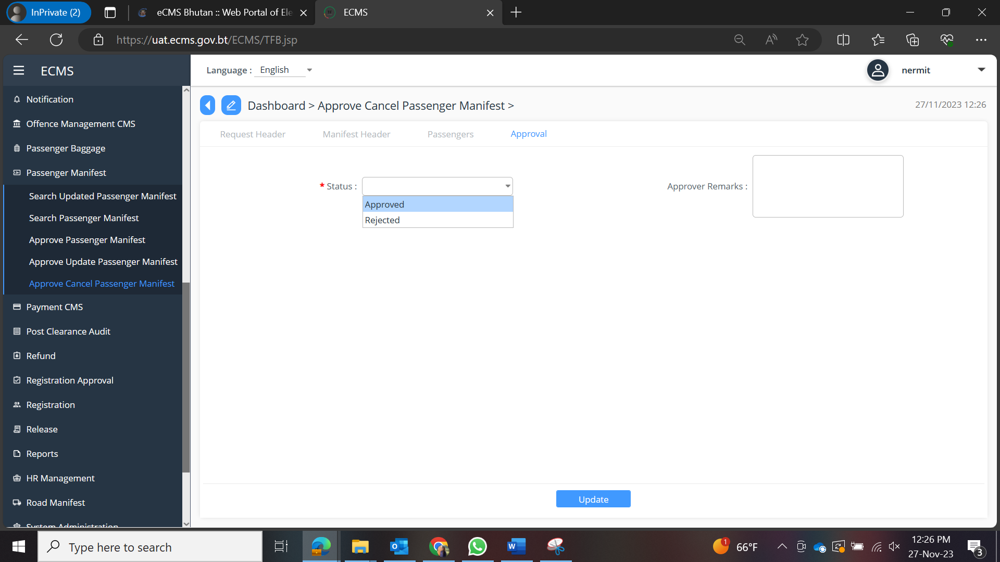 InPrivate (2)
eCMS Bhutan :: Web Portal of Ele
ECMS
https://uat.ecms.gov.bt/ECMS/TFB.jsp
ECMS
Language : English
nermit
Notification
Offence Management CMS
Passenger Baggage
Passenger Manifest
Search Updated Passenger Manifest
Search Passenger Manifest
Approve Passenger Manifest
Approve Update Passenger Manifest
Approve Cancel Passenger Manifest
Payment CMS
Post Clearance Audit
Refund
Registration Approval
Registration
Release
Reports
HR Management
Road Manifest
System Administration
Dashboard > Approve Cancel Passenger Manifest >
27/11/2023 12:26
Request Header
Manifest Header
Passengers
Approval
* Status :
Approved
Rejected
Approver Remarks :
Update
Type here to search
1
66°F
12:26 PM
27-Nov-23
3